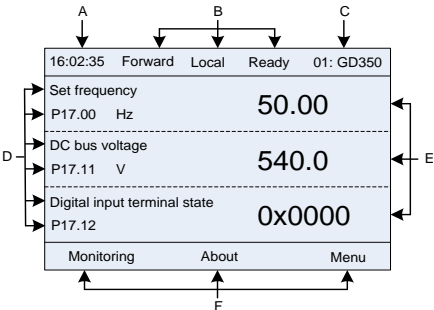 A B C
16:02:35 Forward Local Ready 01: GD350
Set frequency
P17.00 Hz
50.00
DC bus voltage
D
P17.11 V
540.0
E
Digital input terminal state
P17.12
0x0000
Monitoring About Menu
F